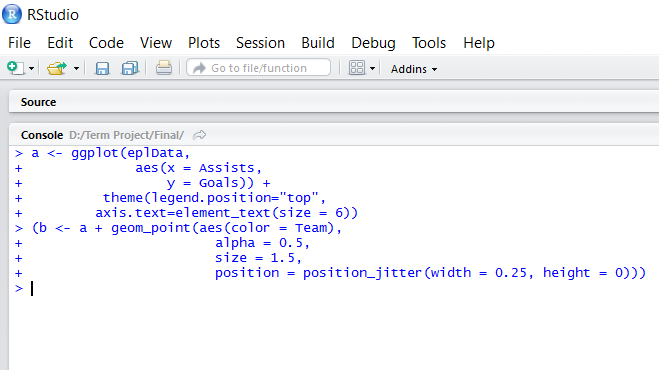 RStudio
File Edit Code View Plots Session Build Debug Tools Help
Go to file/function Addins
Source
Console D:/Term Project/Final/
> a <- ggplot(eplData,
+ aes(x = Assists,
+ y = Goals)) +
+ theme(legend.position="top",
+ axis.text=element_text(size = 6))
> (b <- a + geom_point(aes(color = Team),
+ alpha = 0.5,
+ size = 1.5,
+ position = position_jitter(width = 0.25, height = 0)))
>